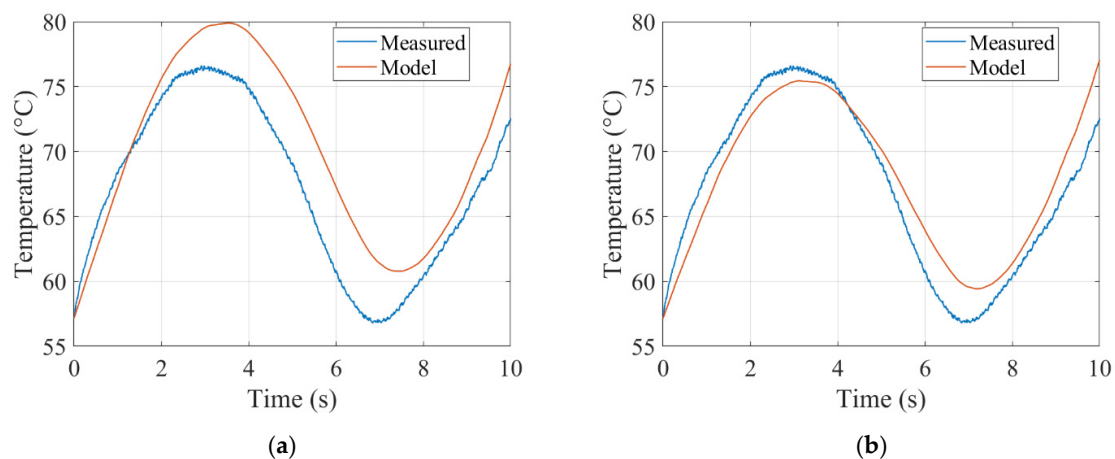 80
75
70
65
60
55
Temperature (°C)
Measured
Model
0 2 4 6 8 10
Time (s)
(a)
80
75
70
65
60
55
Temperature (°C)
Measured
Model
0 2 4 6 8 10
Time (s)
(b)